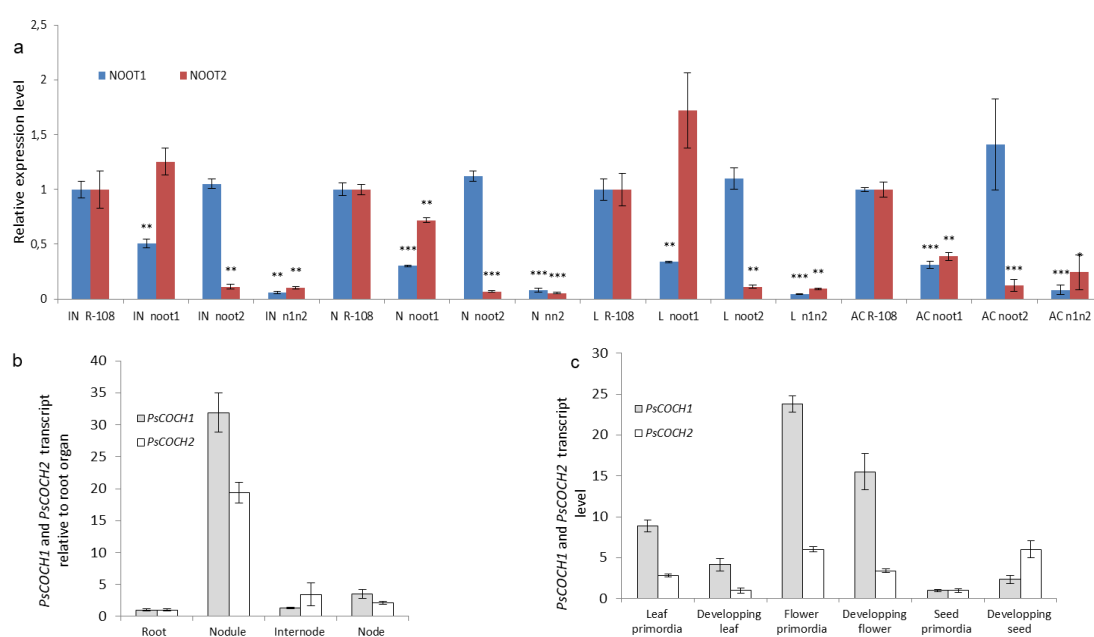 a
Relative expression level
2,5
2
1,5
1
0,5
0
NOOT1
NOOT2
**
**
**
**
***
**
***
***
***
**
**
***
**
***
**
***
***
*
IN R-108
IN noot1
IN noot2
IN n1n2
N R-108
N noot1
N noot2
N nn2
L R-108
L noot1
L noot2
L n1n2
AC R-108
AC noot1
AC noot2
AC n1n2
b
PsCOCH1 and PsCOCH2 transcript
relative to root organ
40
35
30
25
20
15
10
5
0
PsCOCH1
PsCOCH2
Root
Nodule
Internode
Node
c
PsCOCH1 and PsCOCH2 transcript
level
30
25
20
15
10
5
0
PsCOCH1
PsCOCH2
Leaf
primordia
Developping
leaf
Flower
primordia
Developping
flower
Seed
primordia
Developping
seed